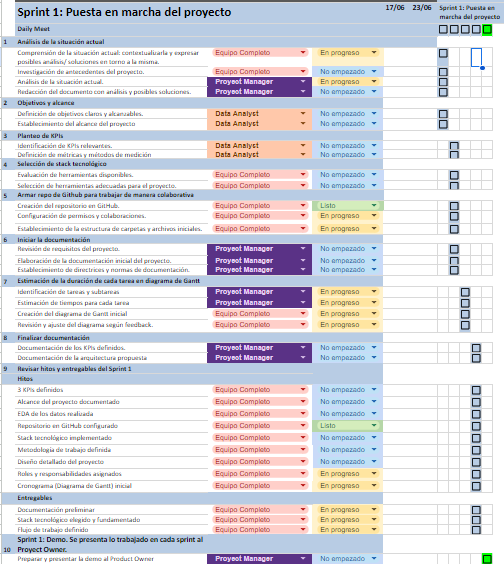 Sprint 1: Puesta en marcha del proyecto 17/06 23/06 Sprint 1: Puesta en
marcha del proyecto
Daily Meet
1 Análisis de la situación actual
Comprensión de la situación actual: contextualizarla y expresar
posibles análisis/ soluciones en torno a la misma. Equipo Completo En progreso
Investigación de antecedentes del proyecto. Equipo Completo No empezado
Análisis de la situación actual. Proyect Manager En progreso
Redacción del documento con análisis y posibles soluciones. Proyect Manager No empezado
2 Objetivos y alcance
Definición de objetivos claros y alcanzables. Data Analyst No empezado
Establecimiento del alcance del proyecto Data Analyst No empezado
3 Planteo de KPIs
Identificación de KPIs relevantes. Data Analyst No empezado
Definición de métricas y métodos de medición Data Analyst No empezado
4 Selección de stack tecnológico
Evaluación de herramientas disponibles. Equipo Completo No empezado
Selección de herramientas adecuadas para el proyecto. Equipo Completo No empezado
5 Armar repo de Github para trabajar de manera colaborativa
Creación del repositorio en GitHub. Equipo Completo Listo
Configuración de permisos y colaboraciones. Equipo Completo En progreso
Establecimiento de la estructura de carpetas y archivos iniciales. Equipo Completo En progreso
6 Iniciar la documentación
Revisión de requisitos del proyecto. Proyect Manager No empezado
Elaboración de la documentación inicial del proyecto. Proyect Manager No empezado
Establecimiento de directrices y normas de documentación. Proyect Manager No empezado
7 Estimación de la duración de cada tarea en diagrama de Gantt
Identificación de tareas y subtareas Proyect Manager En progreso
Estimación de tiempos para cada tarea Proyect Manager En progreso
Creación del diagrama de Gantt inicial Equipo Completo En progreso
Revisión y ajuste del diagrama según feedback. Equipo Completo En progreso
8 Finalizar documentación
Documentación de los KPIs definidos. Proyect Manager No empezado
Documentación de la arquitectura propuesta Proyect Manager No empezado
9 Revisar hitos y entregables del Sprint 1
Hitos
3 KPIs definidos Equipo Completo No empezado
Alcance del proyecto documentado Equipo Completo No empezado
EDA de los datos realizada Equipo Completo No empezado
Repositorio en GitHub configurado Equipo Completo Listo
Stack tecnológico implementado Equipo Completo No empezado
Metodología de trabajo definida Equipo Completo No empezado
Diseño detallado del proyecto Equipo Completo No empezado
Roles y responsabilidades asignados Equipo Completo En progreso
Cronograma (Diagrama de Gantt) inicial Equipo Completo En progreso
Entregables
Documentación preliminar Equipo Completo En progreso
Stack tecnológico elegido y fundamentado Equipo Completo En progreso
Flujo de trabajo definido Equipo Completo En progreso
Sprint 1: Demo. Se presenta lo trabajado en cada sprint al
10 Proyect Owner.
Preparar y presentar la demo al Product Owner Proyect Manager No empezado